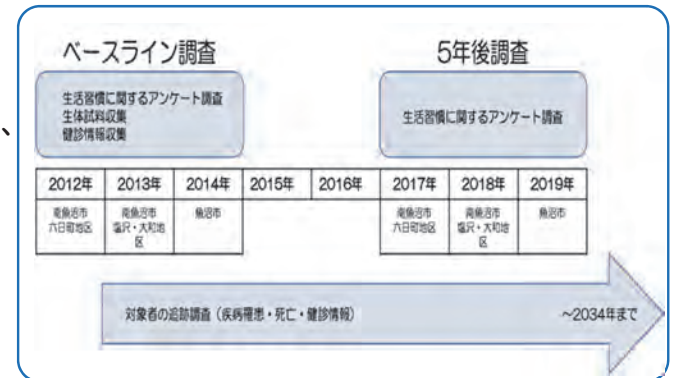 、
ベースライン調査
5年後調査
生活習慣に関するアンケート調査
生体試料収集
健診情報収集
生活習慣に関するアンケート調査
2012年 2013年 2014年 2015年 2016年 2017年 2018年 2019年
南魚沼市 南魚沼市 魚沼市 南魚沼市 南魚沼市 魚沼市
六日町地区 塩沢・大和地 六日町地区 塩沢・大和地
区 区
対象者の追跡調査（疾病罹患・死亡・健診情報） ～2034年まで